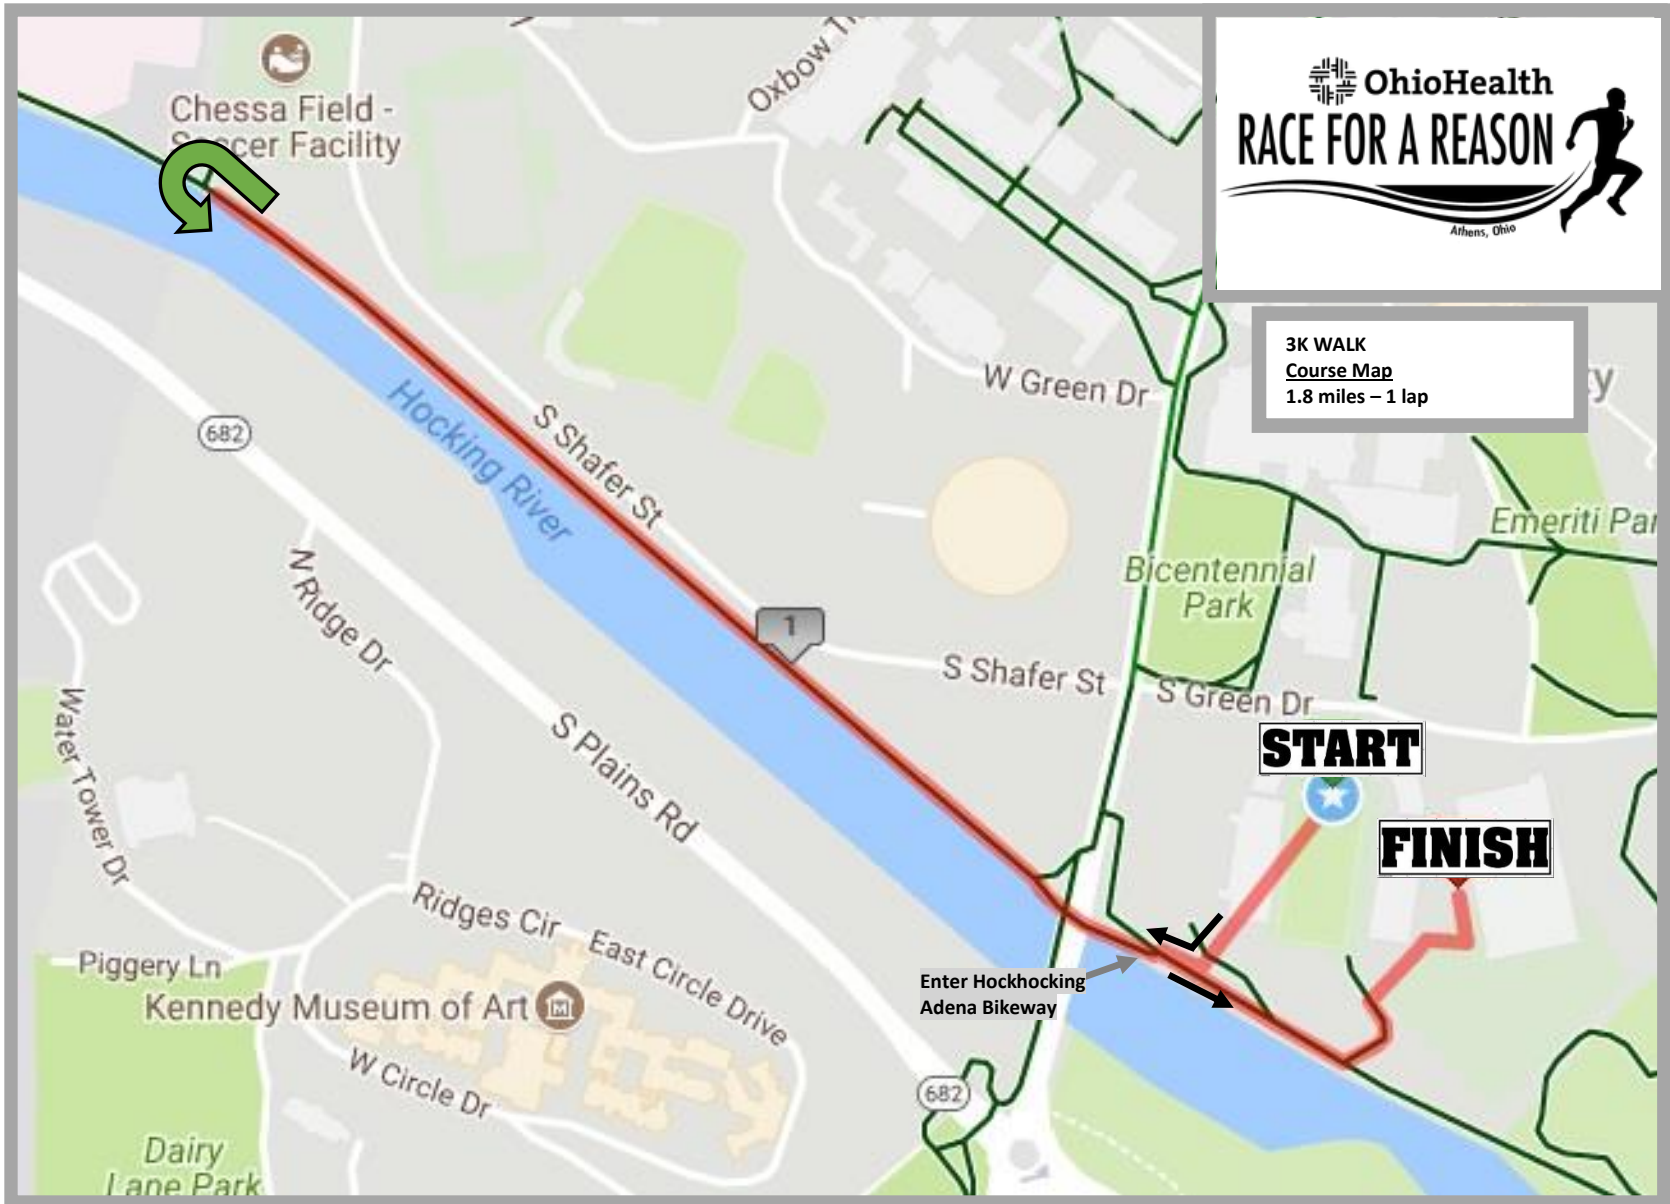 OhioHealth
RACE FOR A REASON
Athens, Ohio
3K WALK
Course Map
1.8 miles – 1 lap
Chessa Field -
Soccer Facility
Oxbow
W Green Dr
682
Hocking River
S Shafer St
Emeriti Par
Bicentennial
Park
N Ridge Dr
1
S Shafer St
S Green Dr
Water Tower Dr
S Plains Rd
START
FINISH
Ridges Cir
East Circle Drive
Piggery Ln
Enter Hockhocking
Adena Bikeway
Kennedy Museum of Art
W Circle Dr
682
Dairy
Lane Park